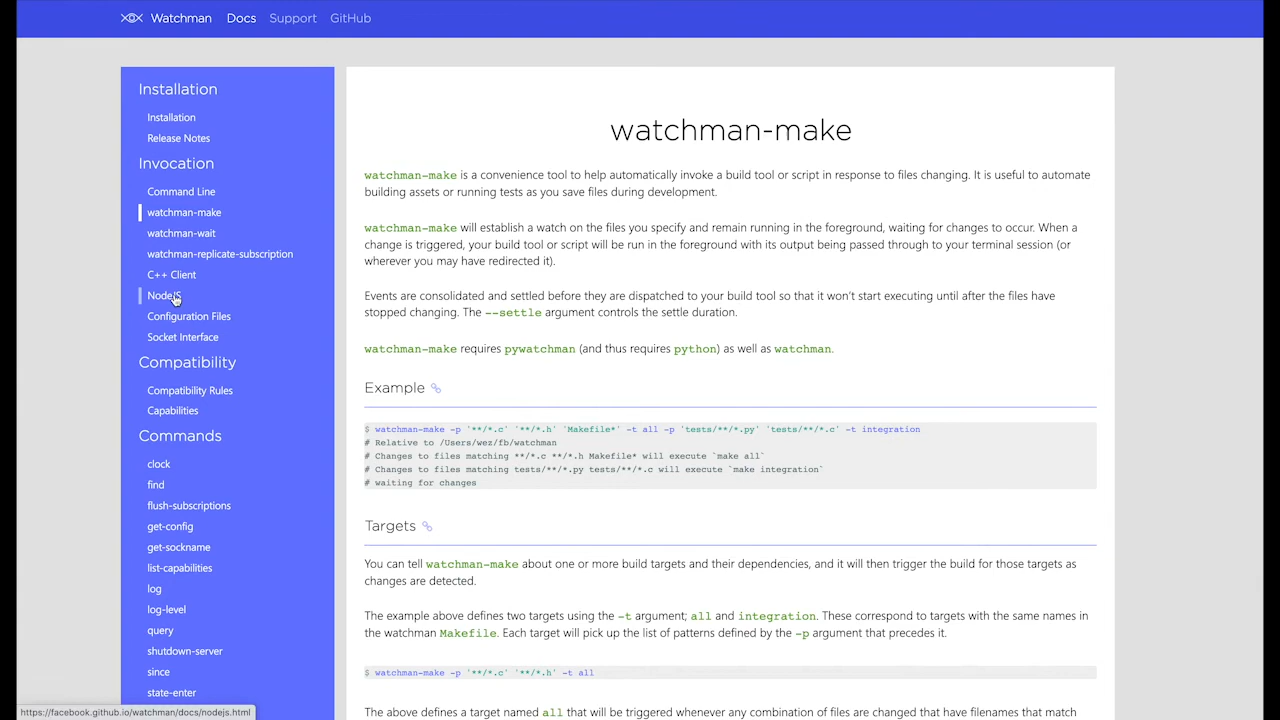 Watchman Docs Support GitHub
Installation
Installation
Release Notes
Invocation
Command Line
watchman-make
watchman-wait
watchman-replicate-subscription
C++ Client
NodeJS
Configuration Files
Socket Interface
Compatibility
Compatibility Rules
Capabilities
Commands
clock
find
flush-subscriptions
get-config
get-sockname
list-capabilities
log
log-level
query
shutdown-server
since
state-enter
watchman-make
watchman-make is a convenience tool to help automatically invoke a build tool or script in response to files changing. It is useful to automate
building assets or running tests as you save files during development.
watchman-make will establish a watch on the files you specify and remain running in the foreground, waiting for changes to occur. When a
change is triggered, your build tool or script will be run in the foreground with its output being passed through to your terminal session (or
wherever you may have redirected it).
Events are consolidated and settled before they are dispatched to your build tool so that it won't start executing until after the files have
stopped changing. The --settle argument controls the settle duration.
watchman-make requires pywatchman (and thus requires python) as well as watchman.
Example
$ watchman-make -p '**/*.c' '**/*.h' 'Makefile*' -t all -p 'tests/**/*.py' 'tests/**/*.c' -t integration
# Relative to /Users/wez/fb/watchman
# Changes to files matching **/*.c **/*.h Makefile* will execute `make all`
# Changes to files matching tests/**/*.py tests/**/*.c will execute `make integration`
# waiting for changes
Targets
You can tell watchman-make about one or more build targets and their dependencies, and it will then trigger the build for those targets as
changes are detected.
The example above defines two targets using the -t argument; all and integration. These correspond to targets with the same names in
the watchman Makefile. Each target will pick up the list of patterns defined by the -p argument that precedes it.
$ watchman-make -p '**/*.c' '**/*.h' -t all
The above defines a target named all that will be triggered whenever any combination of files are changed that have filenames that match
https://facebook.github.io/watchman/docs/nodejs.html